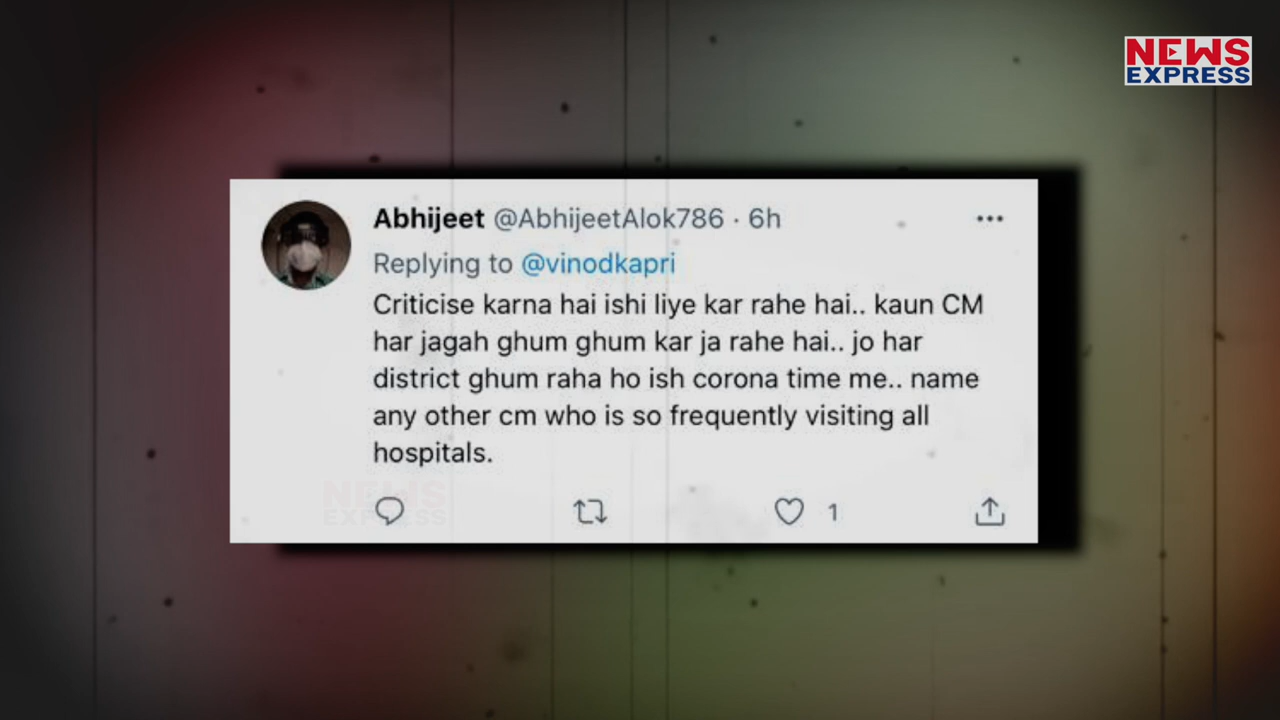 NEWS
EXPRESS
Abhijeet @AbhijeetAlok786 · 6h
Replying to @vinodkapri
Criticise karna hai ishi liye kar rahe hai.. kaun CM
har jagah ghum ghum kar ja rahe hai.. jo har
district ghum raha ho ish corona time me.. name
any other cm who is so frequently visiting all
hospitals.
NEWS
EXPRESS
1